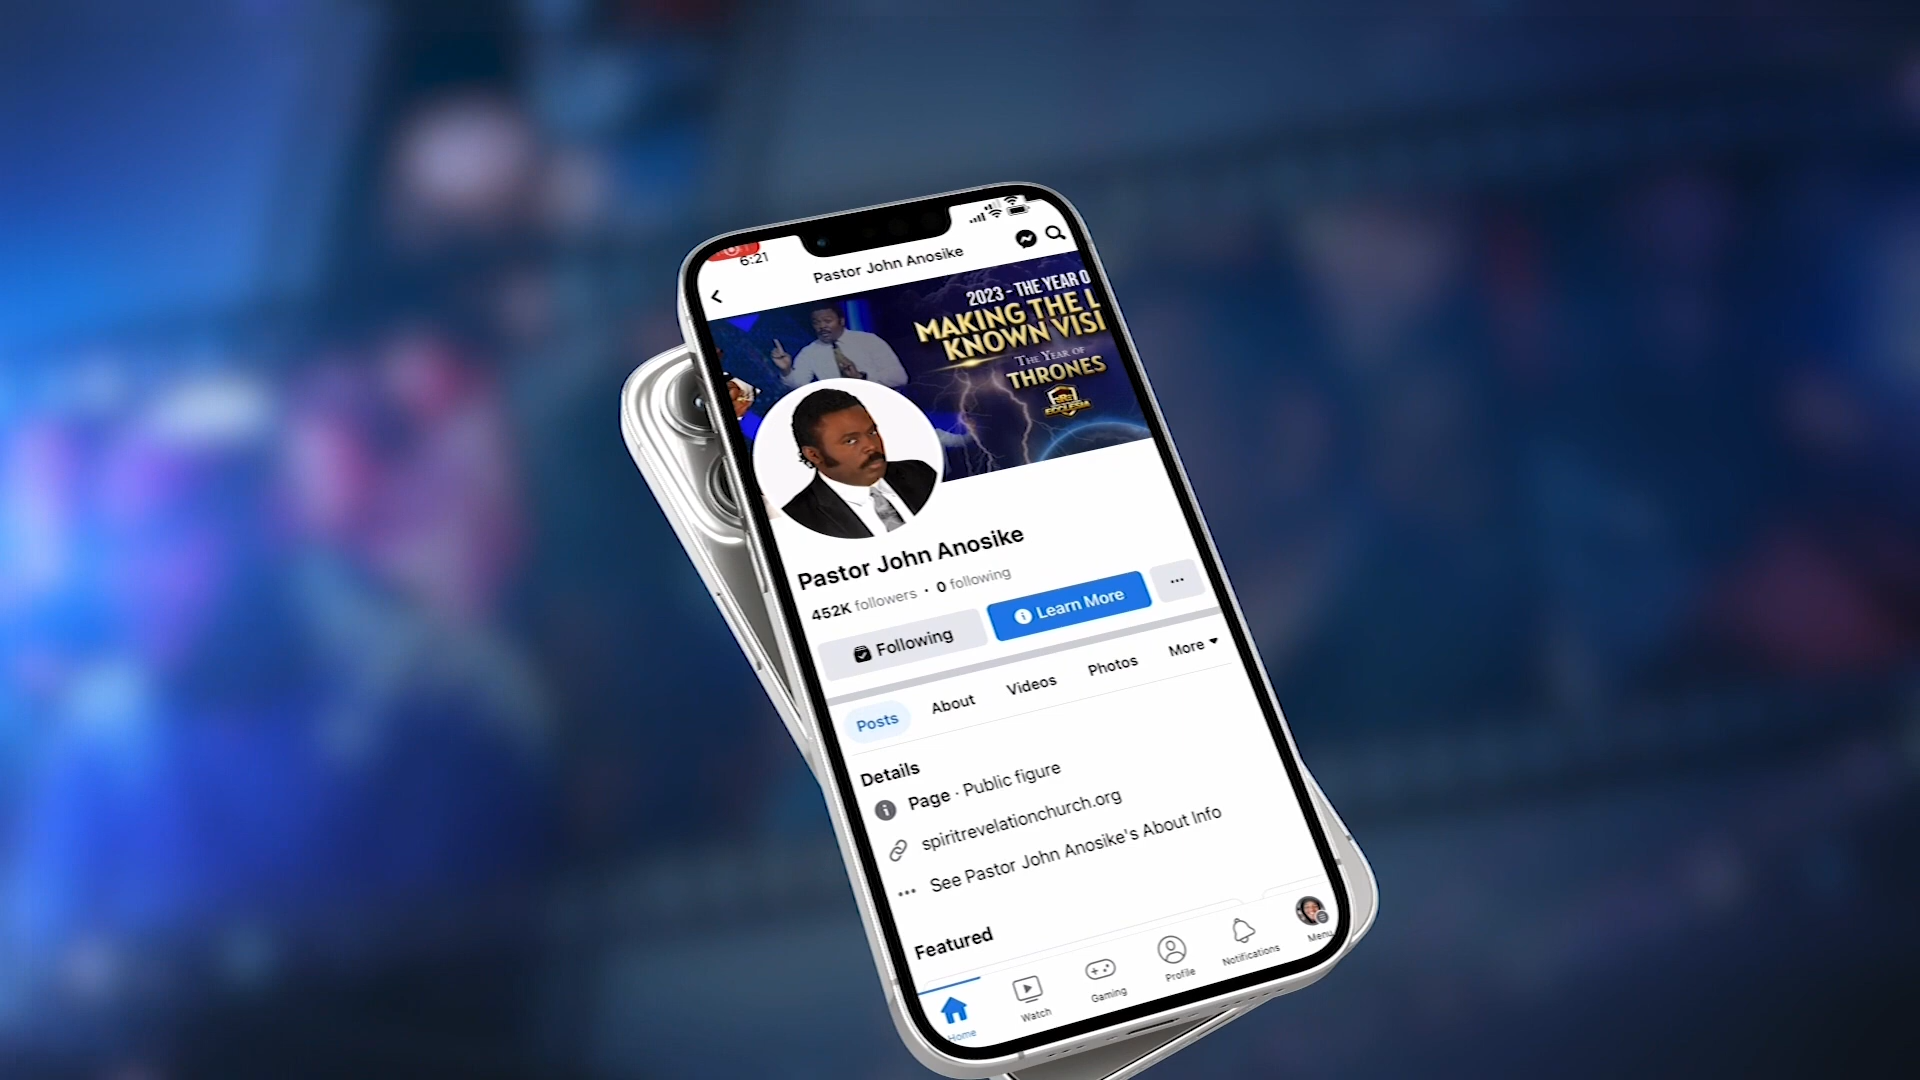 6:21
Pastor John Anosike
2023 - THE YEAR O
MAKING THE L
KNOWN VISI
THE YEAR OF
THRONES
ECCLESIA
Pastor John Anosike
452K followers · 0 following
Following
Learn More
Posts
About
Videos
Photos
More
Details
Page · Public figure
spiritrevelationchurch.org
See Pastor John Anosike's About Info
Featured
Home
Watch
Gaming
Profile
Notifications
Menu